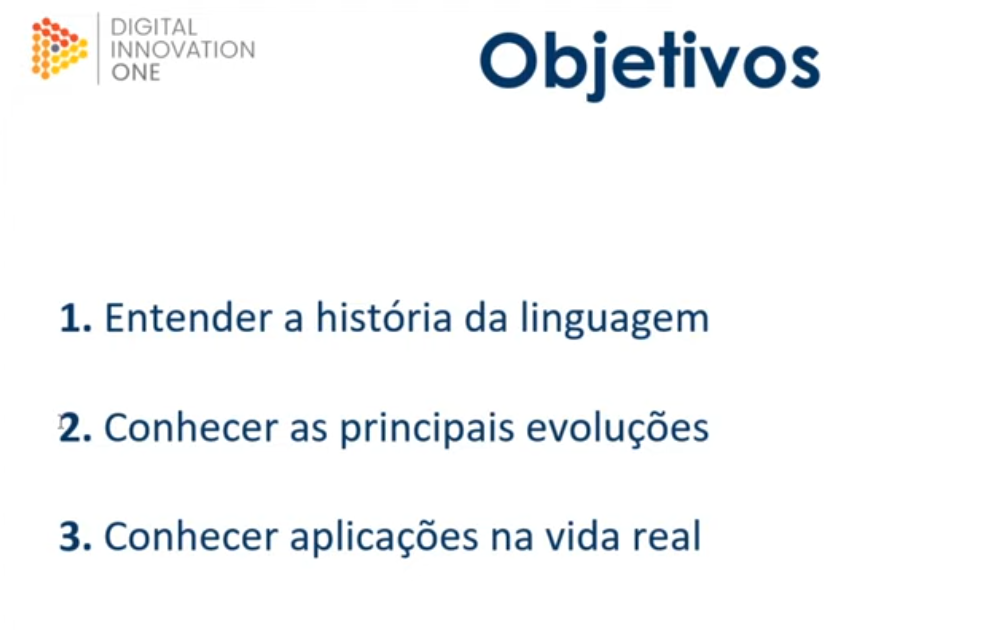 DIGITAL
INNOVATION
ONE
Objetivos
1. Entender a história da linguagem
2. Conhecer as principais evoluções
3. Conhecer aplicações na vida real